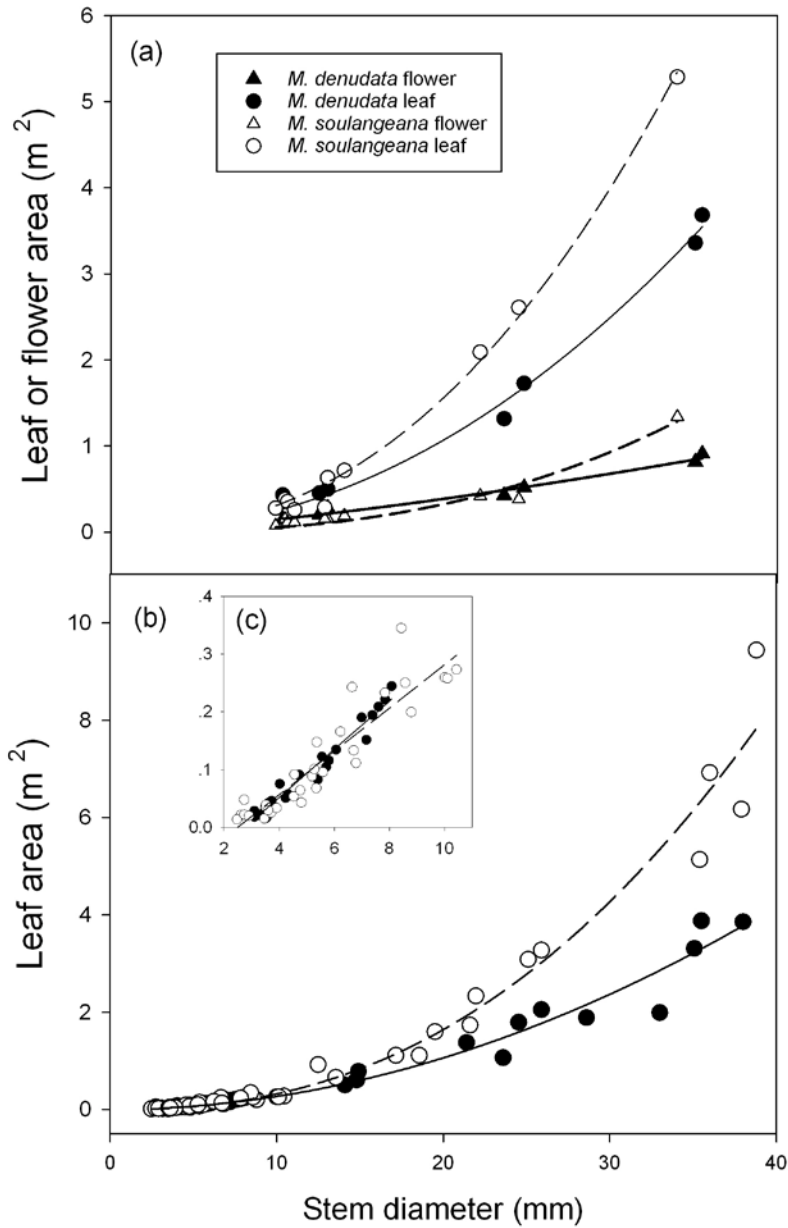 (a)
M. denudata flower
M. denudata leaf
M. soulangeana flower
M. soulangeana leaf
6
5
4
3
2
1
0
Leaf or flower area (m 2)
(b)
(c)
.4
.3
.2
.1
0.0
2 4 6 8 10
10
8
6
4
2
0
Leaf area (m 2)
0 10 20 30 40
Stem diameter (mm)